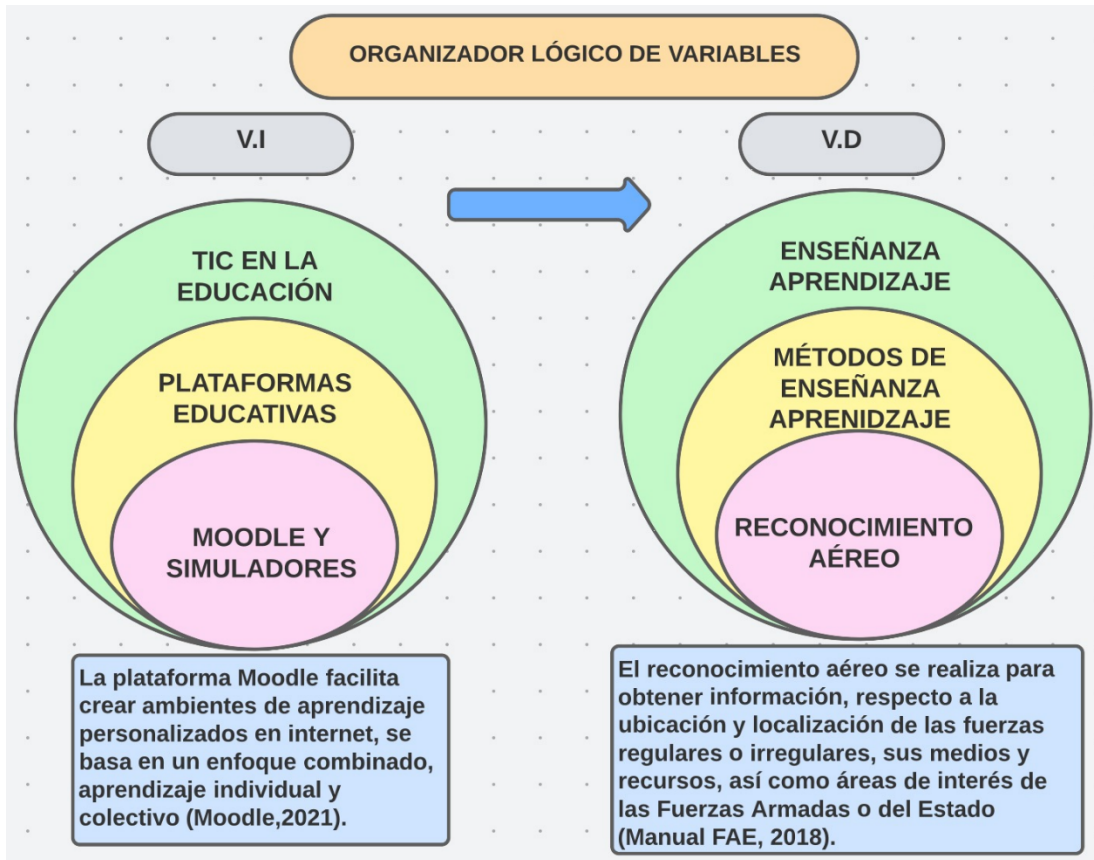 ORGANIZADOR LÓGICO DE VARIABLES
V.I
V.D
TIC EN LA
EDUCACIÓN
PLATAFORMAS
EDUCATIVAS
MOODLE Y
SIMULADORES
La plataforma Moodle facilita
crear ambientes de aprendizaje
personalizados en internet, se
basa en un enfoque combinado,
aprendizaje individual y
colectivo (Moodle,2021).
ENSEÑANZA
APRENDIZAJE
MÉTODOS DE
ENSEÑANZA
APRENIDZAJE
RECONOCIMIENTO
AÉREO
El reconocimiento aéreo se realiza para
obtener información, respecto a la
ubicación y localización de las fuerzas
regulares o irregulares, sus medios y
recursos, así como áreas de interés de
las Fuerzas Armadas o del Estado
(Manual FAE, 2018).